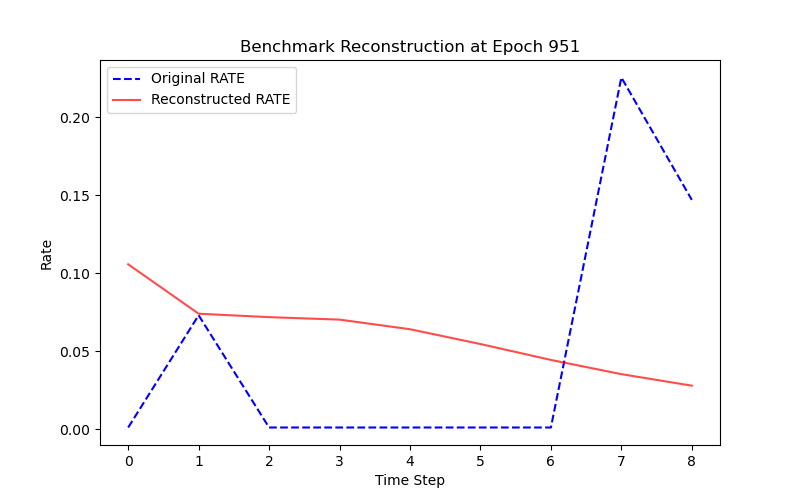 Benchmark Reconstruction at Epoch 951
Original RATE
Reconstructed RATE
0.20
0.15
0.10
0.05
0.00
Rate
0 1 2 3 4 5 6 7 8
Time Step